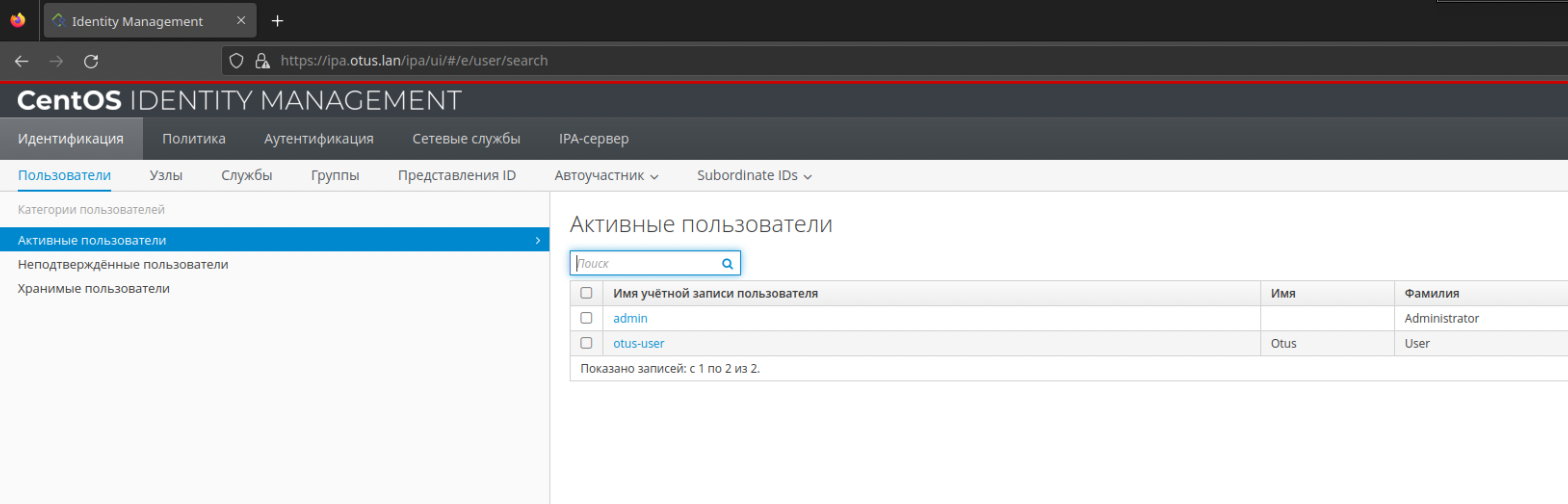 Identity Management
https://ipa.otus.lan/ipa/ui/#/e/user/search
CentOS IDENTITY MANAGEMENT
Идентификация Политика Аутентификация Сетевые службы IPA-сервер
Пользователи Узлы Службы Группы Представления ID Автоучастник Subordinate IDs
Категории пользователей
Активные пользователи
Неподтверждённые пользователи
Хранимые пользователи
Активные пользователи
Поиск
Имя учётной записи пользователя Имя Фамилия
admin Administrator
otus-user Otus User
Показано записей: с 1 по 2 из 2.